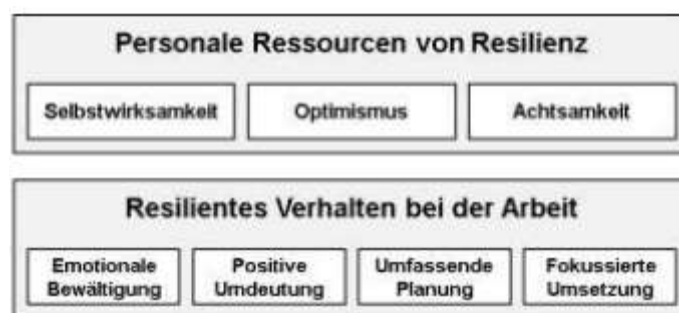 Personale Ressourcen von Resilienz
Selbstwirksamkeit Optimismus Achtsamkeit
Resilientes Verhalten bei der Arbeit
Emotionale Positive Umfassende Fokussierte
Bewältigung Umdeutung Planung Umsetzung